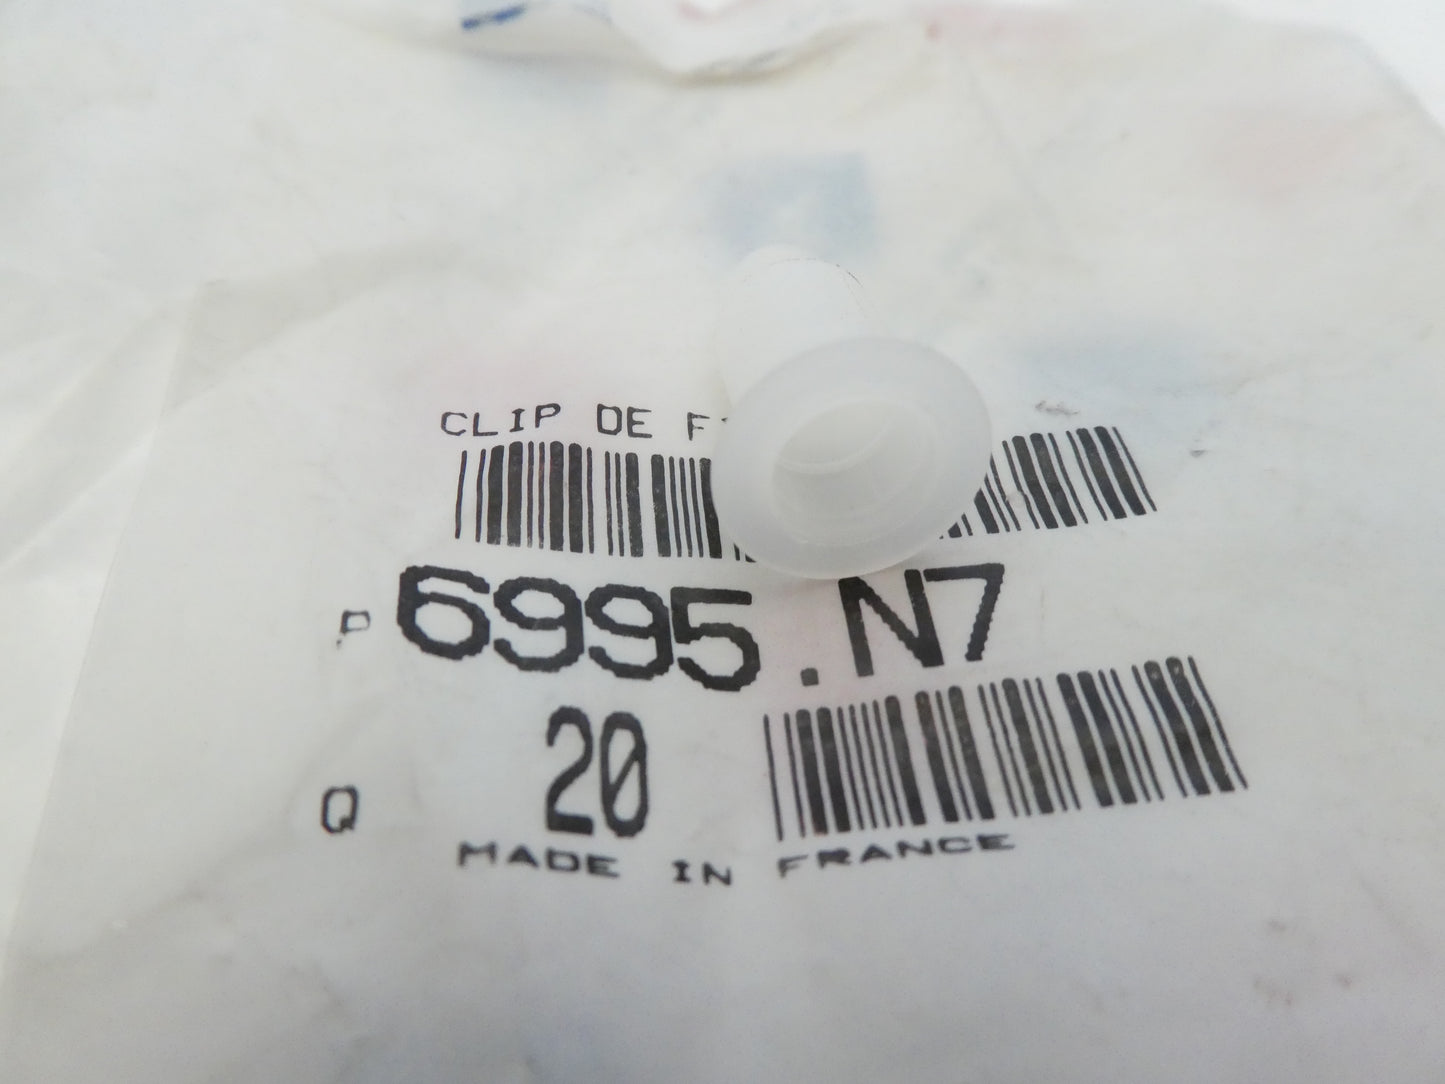 CLIP DE F
P 6995.N7
Q 20
MADE IN FRANCE